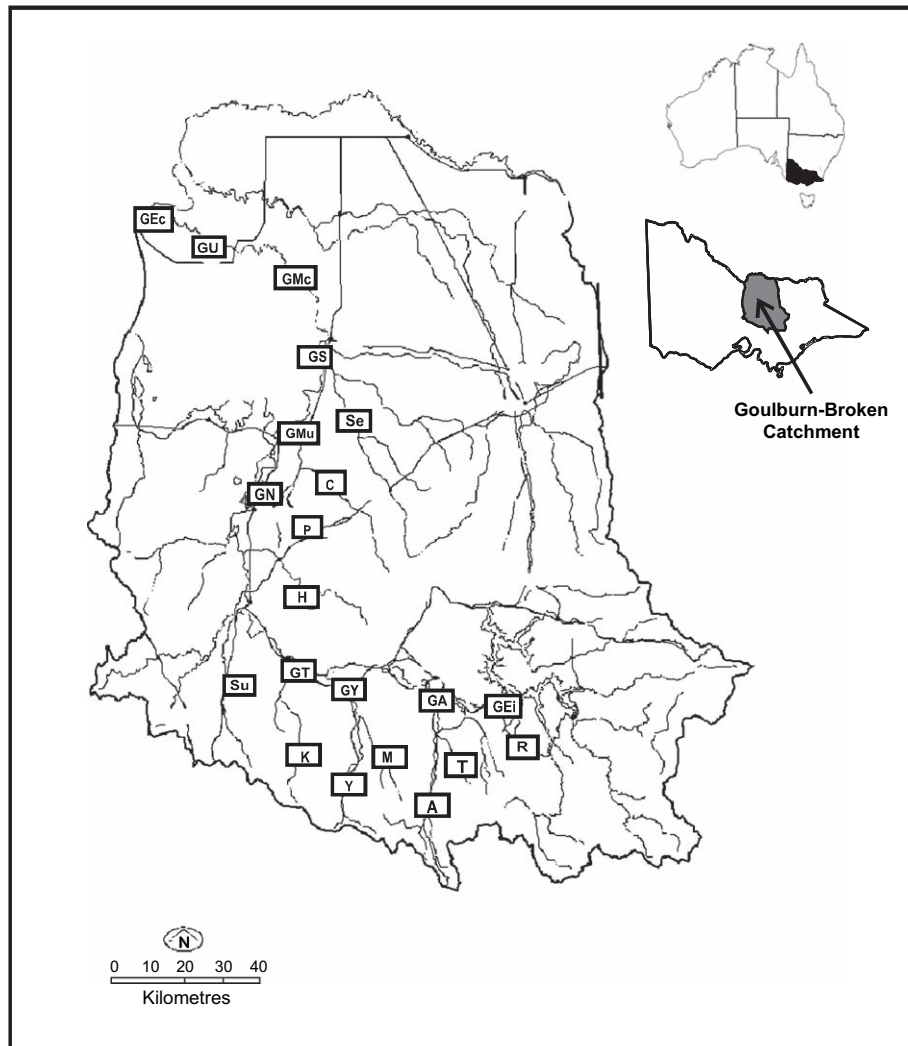 GEc
GU
GMc
GS
Se
GMu
C
GN
P
H
GT
Su
GY
GA
GEi
R
K
M
T
Y
A
Goulburn-Broken
Catchment
N
0 10 20 30 40
Kilometres